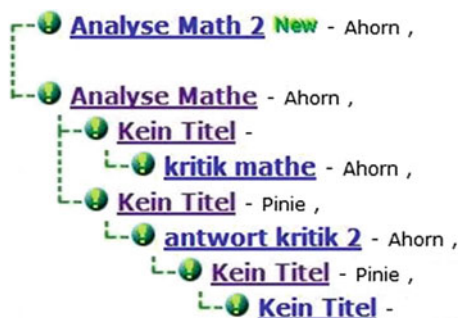 Analyse Math 2 New - Ahorn ,
Analyse Mathe - Ahorn ,
Kein Titel -
kritik mathe - Ahorn ,
Kein Titel - Pinie ,
antwort kritik 2 - Ahorn ,
Kein Titel - Pinie ,
Kein Titel -